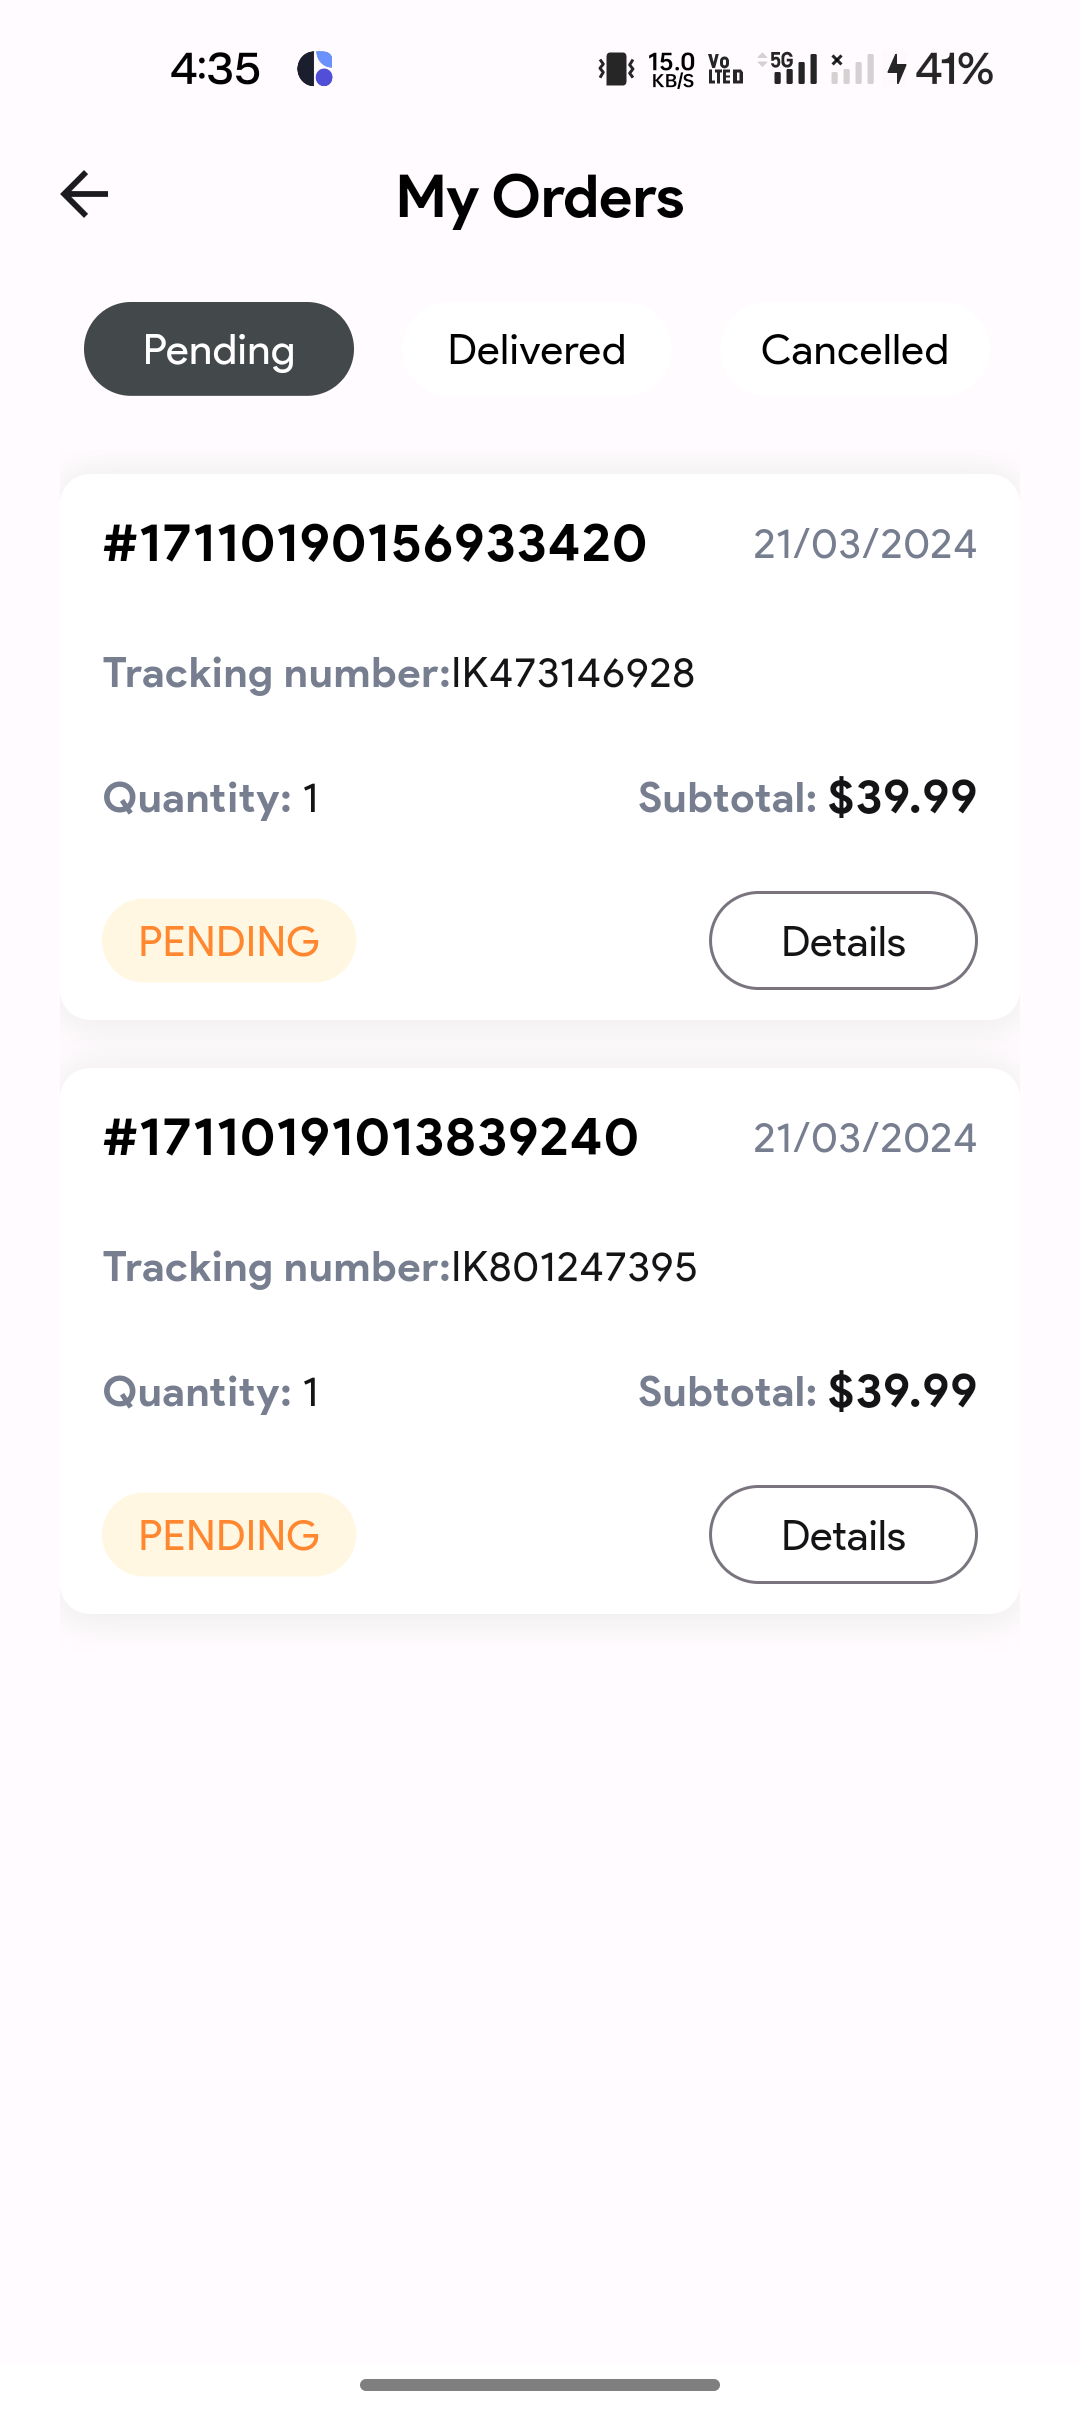 4:35 15.0 KB/S Vo LTE D 5G 41%
My Orders
Pending Delivered Cancelled
#17110190156933420 21/03/2024
Tracking number:IK473146928
Quantity: 1 Subtotal: $39.99
PENDING Details
#17110191013839240 21/03/2024
Tracking number:IK801247395
Quantity: 1 Subtotal: $39.99
PENDING Details